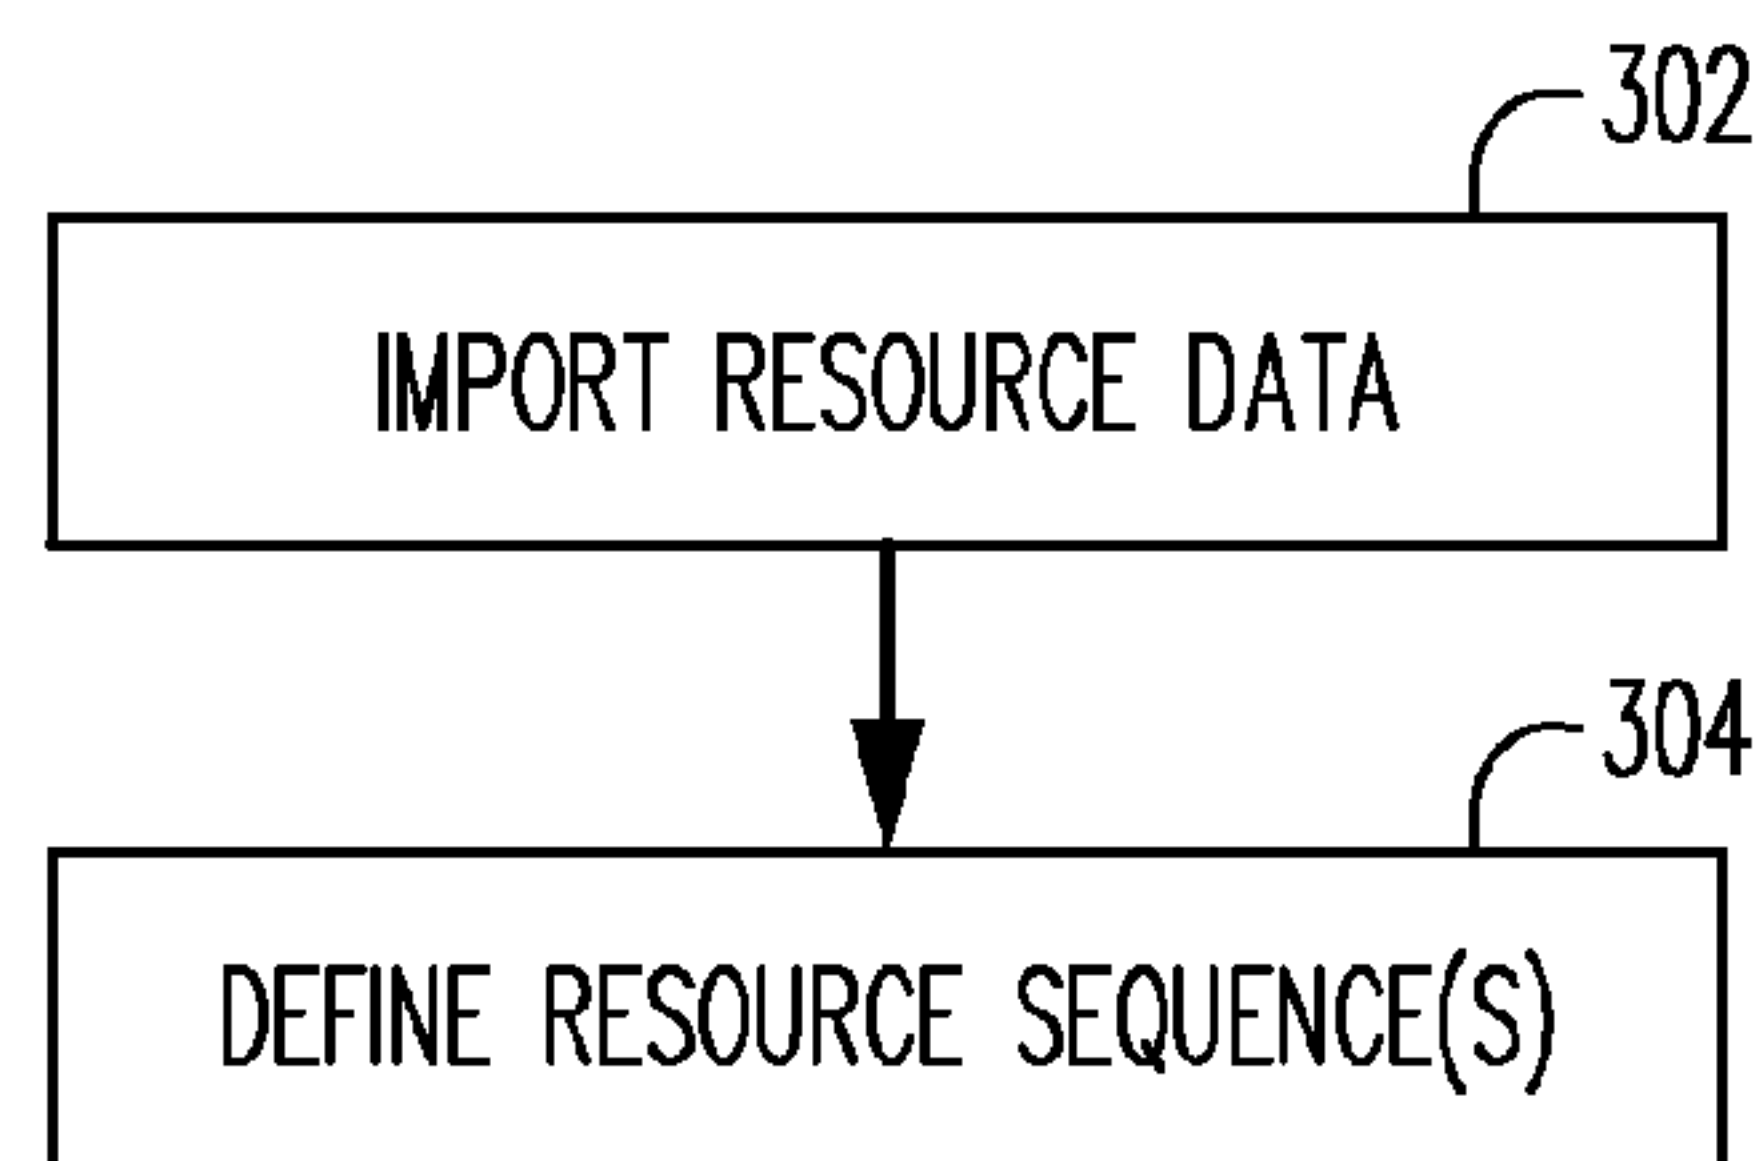 302
IMPORT RESOURCE DATA
304
DEFINE RESOURCE SEQUENCE(S)